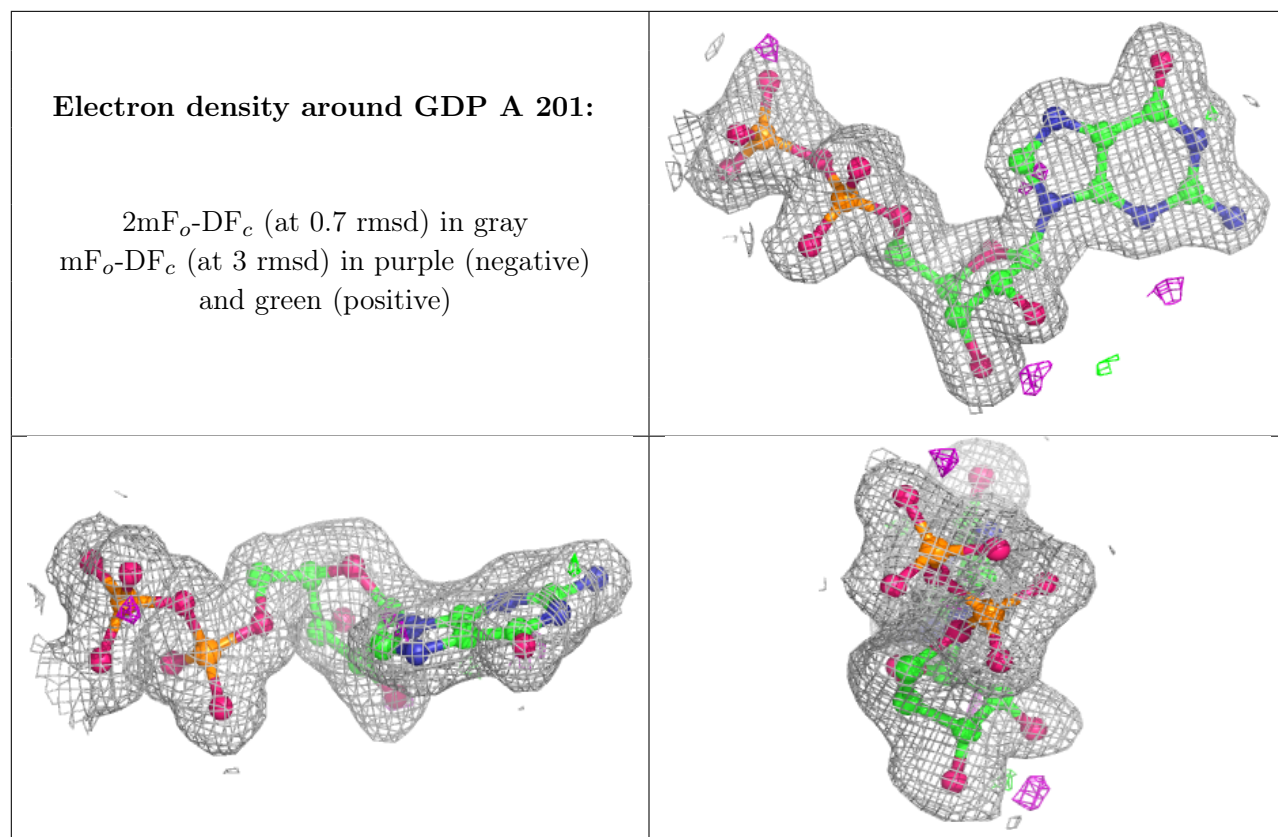 Electron density around GDP A 201:
2mFₒ-DF𝑐 (at 0.7 rmsd) in gray
mFₒ-DF𝑐 (at 3 rmsd) in purple (negative)
and green (positive)